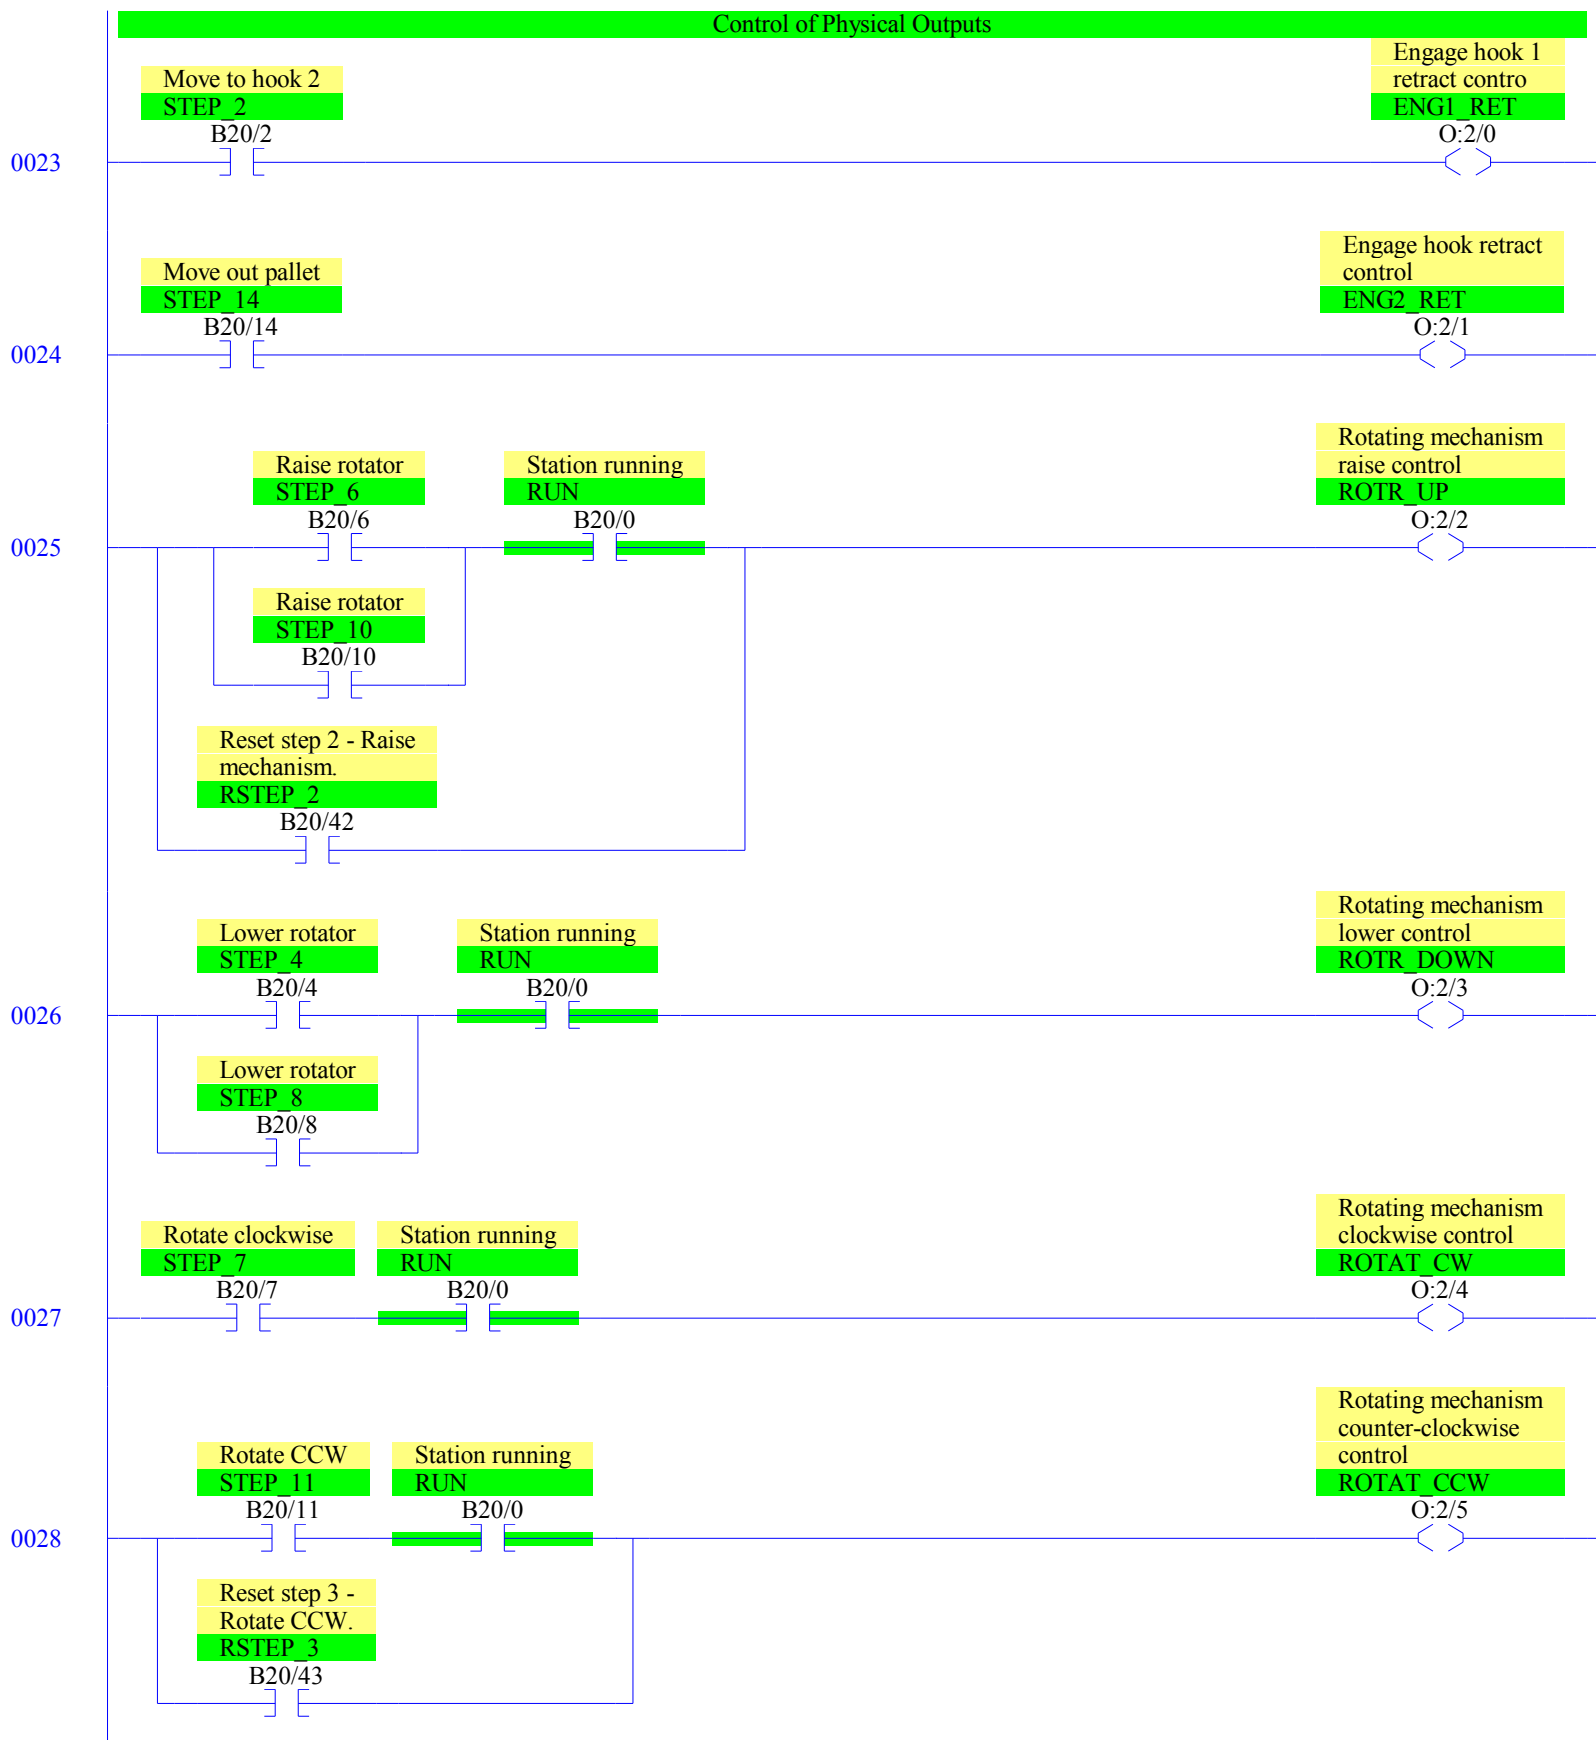 Control of Physical Outputs
Move to hook 2
STEP_2
B20/2
Engage hook 1
retract contro
ENG1_RET
O:2/0
0023
Move out pallet
STEP_14
B20/14
Engage hook retract
control
ENG2_RET
O:2/1
0024
Raise rotator
STEP_6
B20/6
Station running
RUN
B20/0
Rotating mechanism
raise control
ROTR_UP
O:2/2
0025
Raise rotator
STEP_10
B20/10
Reset step 2 - Raise
mechanism.
RSTEP_2
B20/42
Lower rotator
STEP_4
B20/4
Station running
RUN
B20/0
Rotating mechanism
lower control
ROTR_DOWN
O:2/3
0026
Lower rotator
STEP_8
B20/8
Rotate clockwise
STEP_7
B20/7
Station running
RUN
B20/0
Rotating mechanism
clockwise control
ROTAT_CW
O:2/4
0027
Rotate CCW
STEP_11
B20/11
Station running
RUN
B20/0
Rotating mechanism
counter-clockwise
control
ROTAT_CCW
O:2/5
0028
Reset step 3 -
Rotate CCW.
RSTEP_3
B20/43